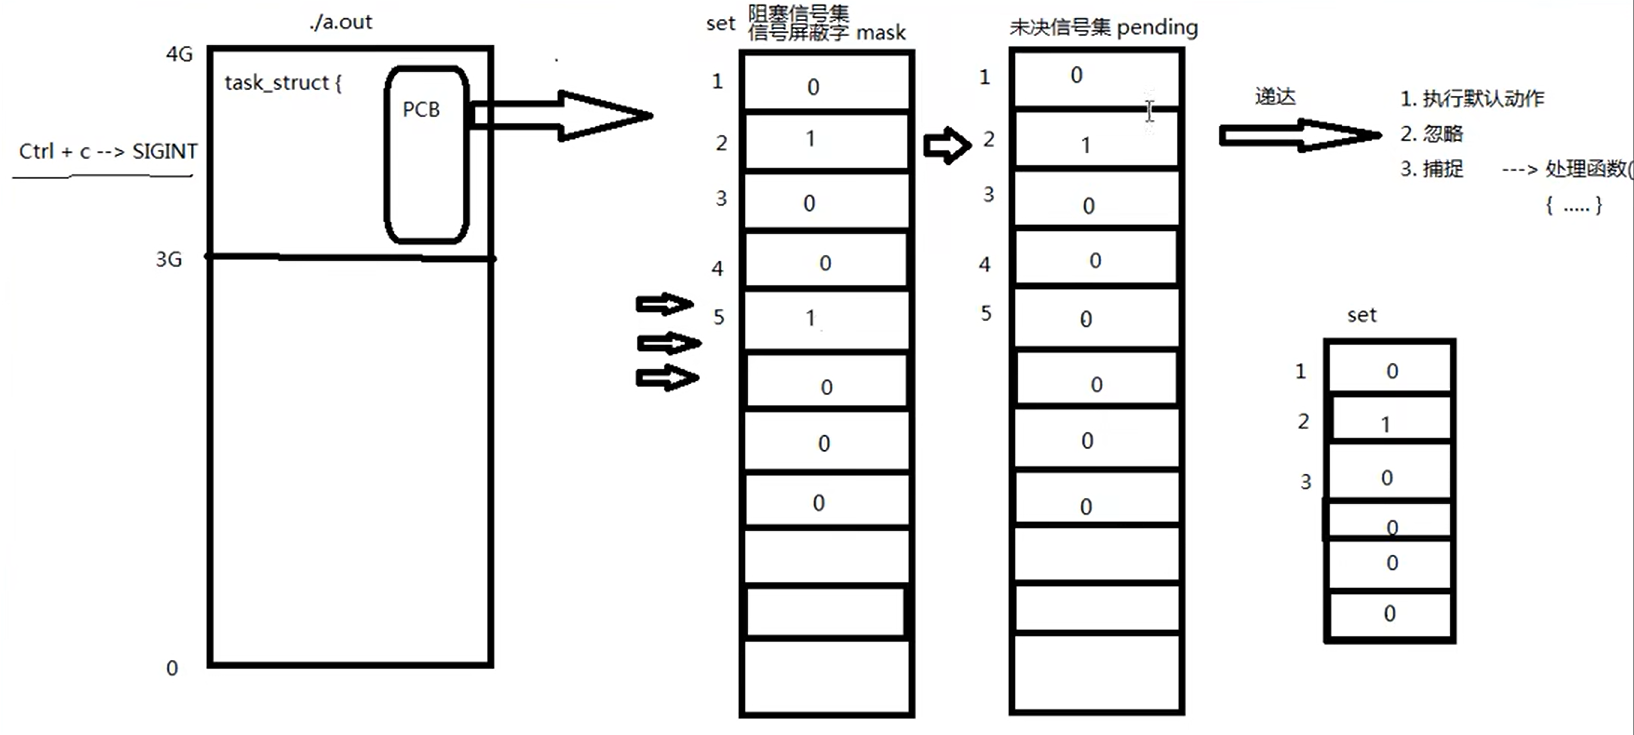 ./a.out
4G
task_struct {
PCB
Ctrl + c --> SIGINT
3G
0
set
阻塞信号集
信号屏蔽字 mask
1 0
2 1
3 0
4 0
5 1
0
0
0
未决信号集 pending
1 0
2 1
3 0
4 0
5 0
0
0
0
递达
1. 执行默认动作
2. 忽略
3. 捕捉 ---> 处理函数(
{ ..... }
set
1 0
2 1
3 0
0
0
0